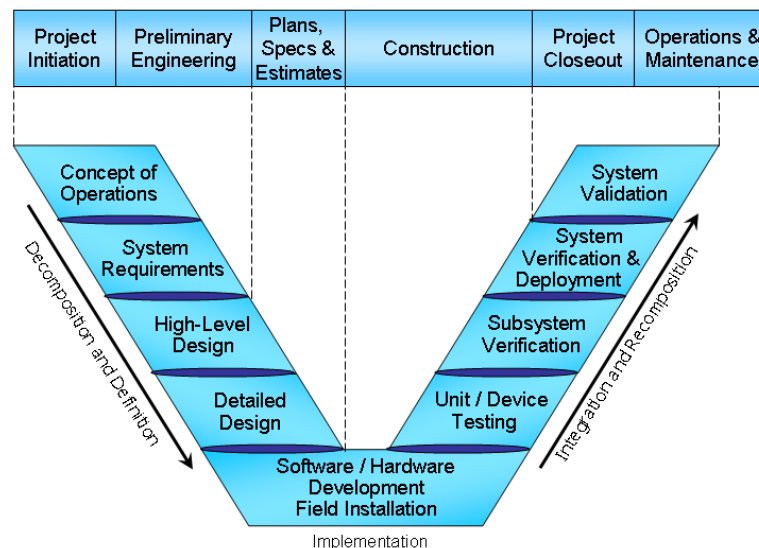 Project
Initiation
Preliminary
Engineering
Plans,
Specs &
Estimates
Construction
Project
Closeout
Operations &
Maintenance
Concept of
Operations
System
Requirements
High-Level
Design
Detailed
Design
Software / Hardware
Development
Field Installation
Unit / Device
Testing
Subsystem
Verification
System
Verification &
Deployment
System
Validation
Decomposition and Definition
Integration and Recomposition
Implementation